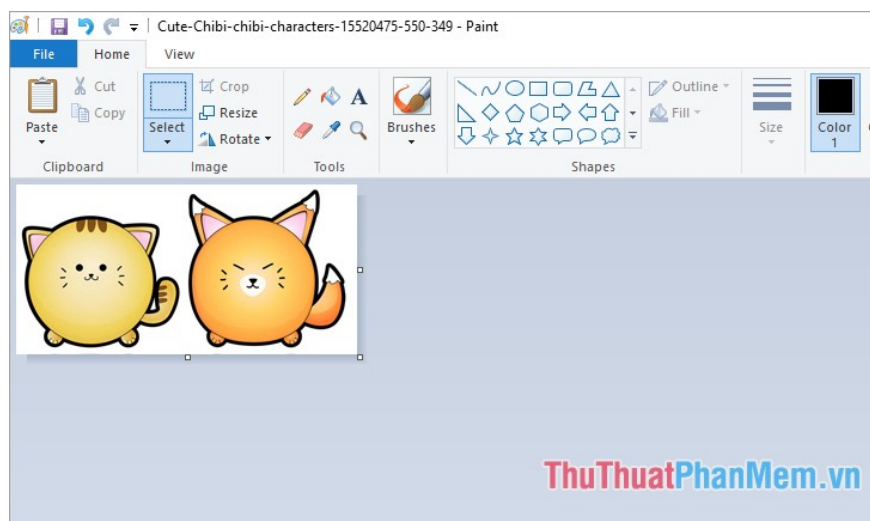 Cute-Chibi-chibi-characters-15520475-550-349 - Paint
File Home View
Paste
Cut
Copy
Clipboard
Select
Crop
Resize
Rotate
Image
A
Tools
Brushes
Outline
Fill
Shapes
Size
Color
1
ThuThuatPhanMem.vn